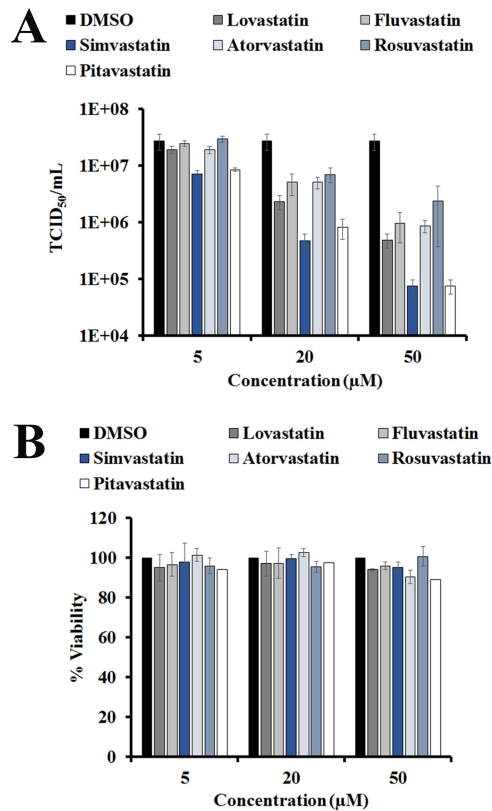 A
DMSO Lovastatin Fluvastatin
Simvastatin Atorvastatin Rosuvastatin
Pitavastatin
1E+08
1E+07
1E+06
1E+05
1E+04
TCID50/mL
5 20 50
Concentration (µM)
B
DMSO Lovastatin Fluvastatin
Simvastatin Atorvastatin Rosuvastatin
Pitavastatin
120
100
80
60
40
20
0
% Viability
5 20 50
Concentration (µM)